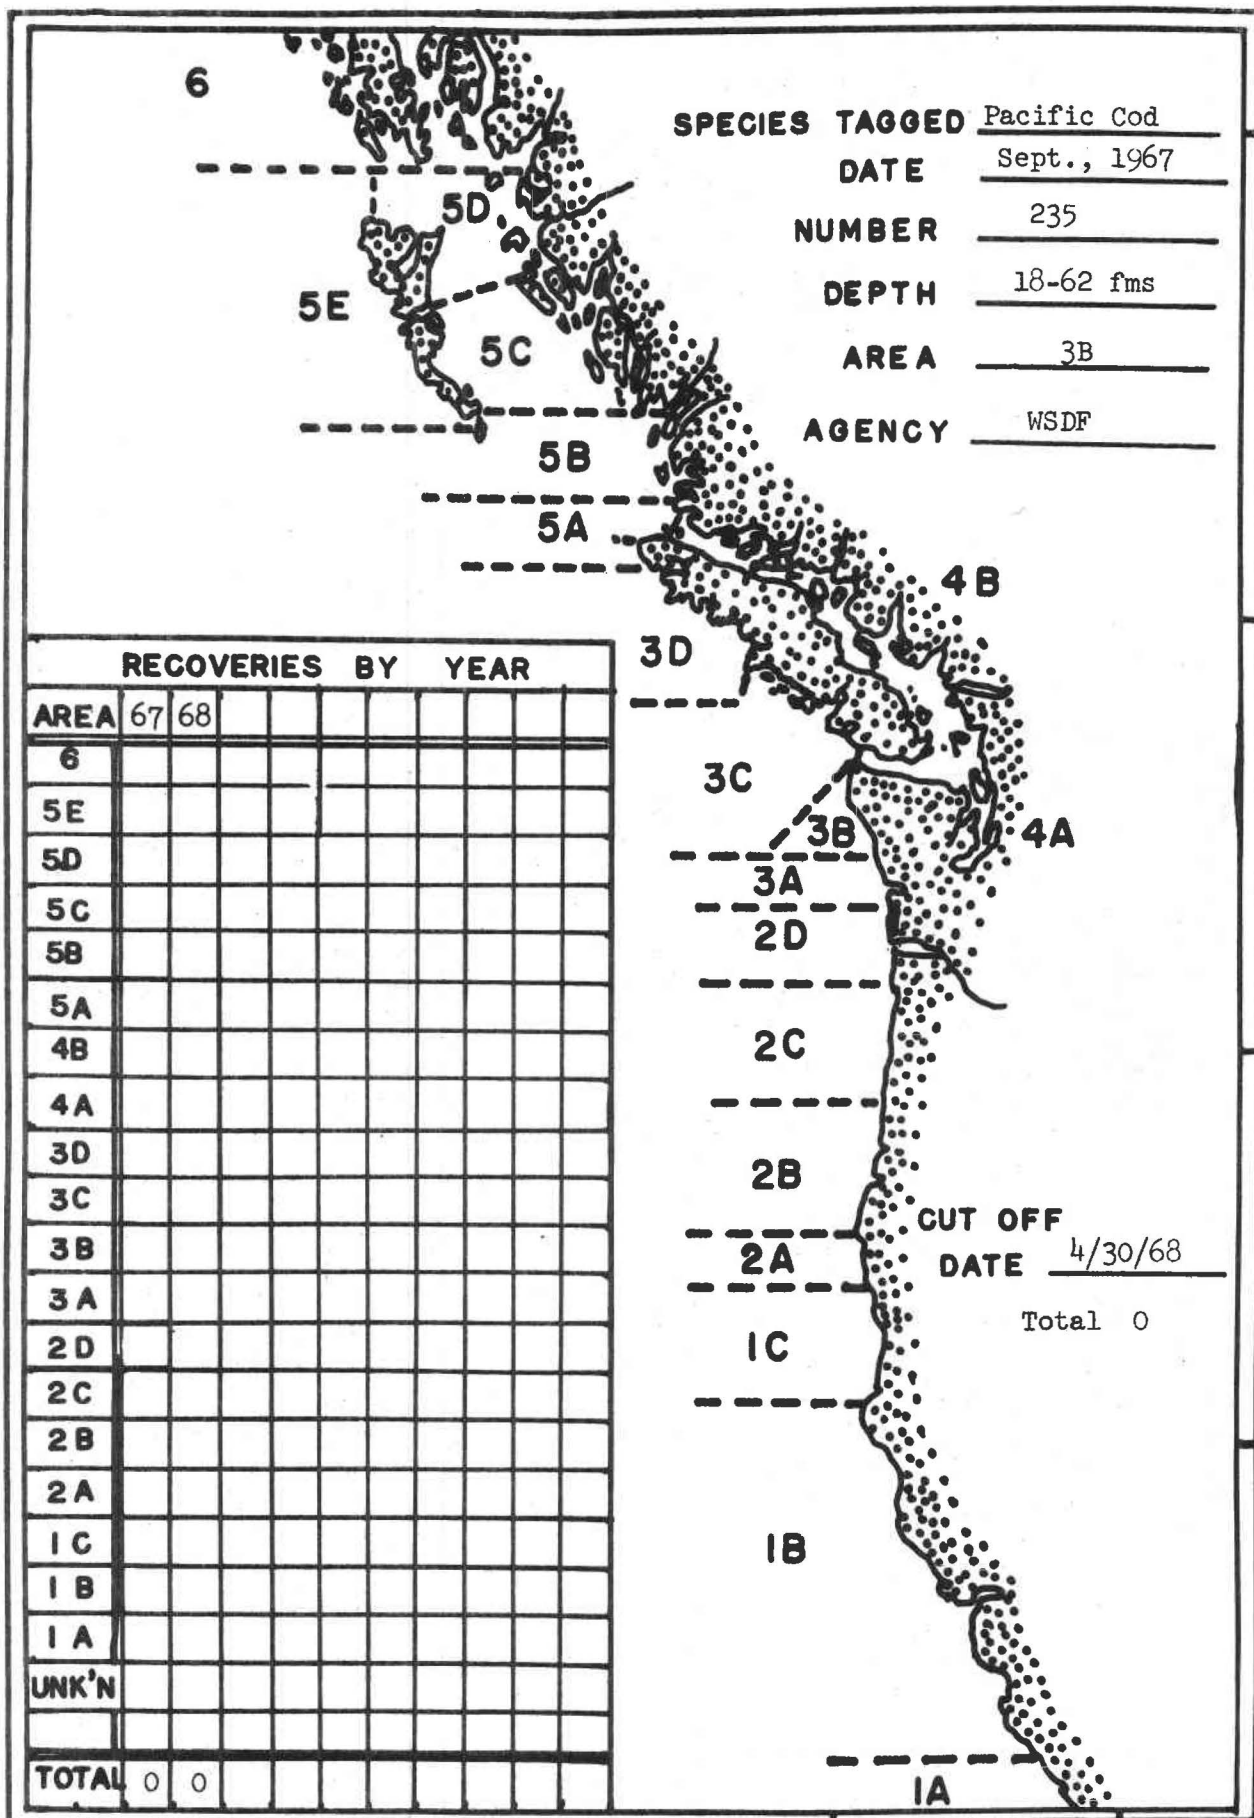 6
SPECIES TAGGED Pacific Cod
DATE Sept., 1967
NUMBER 235
DEPTH 18-62 fms
AREA 3B
AGENCY WSDF
5D
5E
5C
5B
5A
4B
3D
3C
3B
4A
3A
2D
2C
2B
2A
1C
1B
1A
CUT OFF
DATE 4/30/68
Total 0
RECOVERIES BY YEAR
AREA 67 68
6
5E
5D
5C
5B
5A
4B
4A
3D
3C
3B
3A
2D
2C
2B
2A
1C
1B
1A
UNK'N
TOTAL 0 0